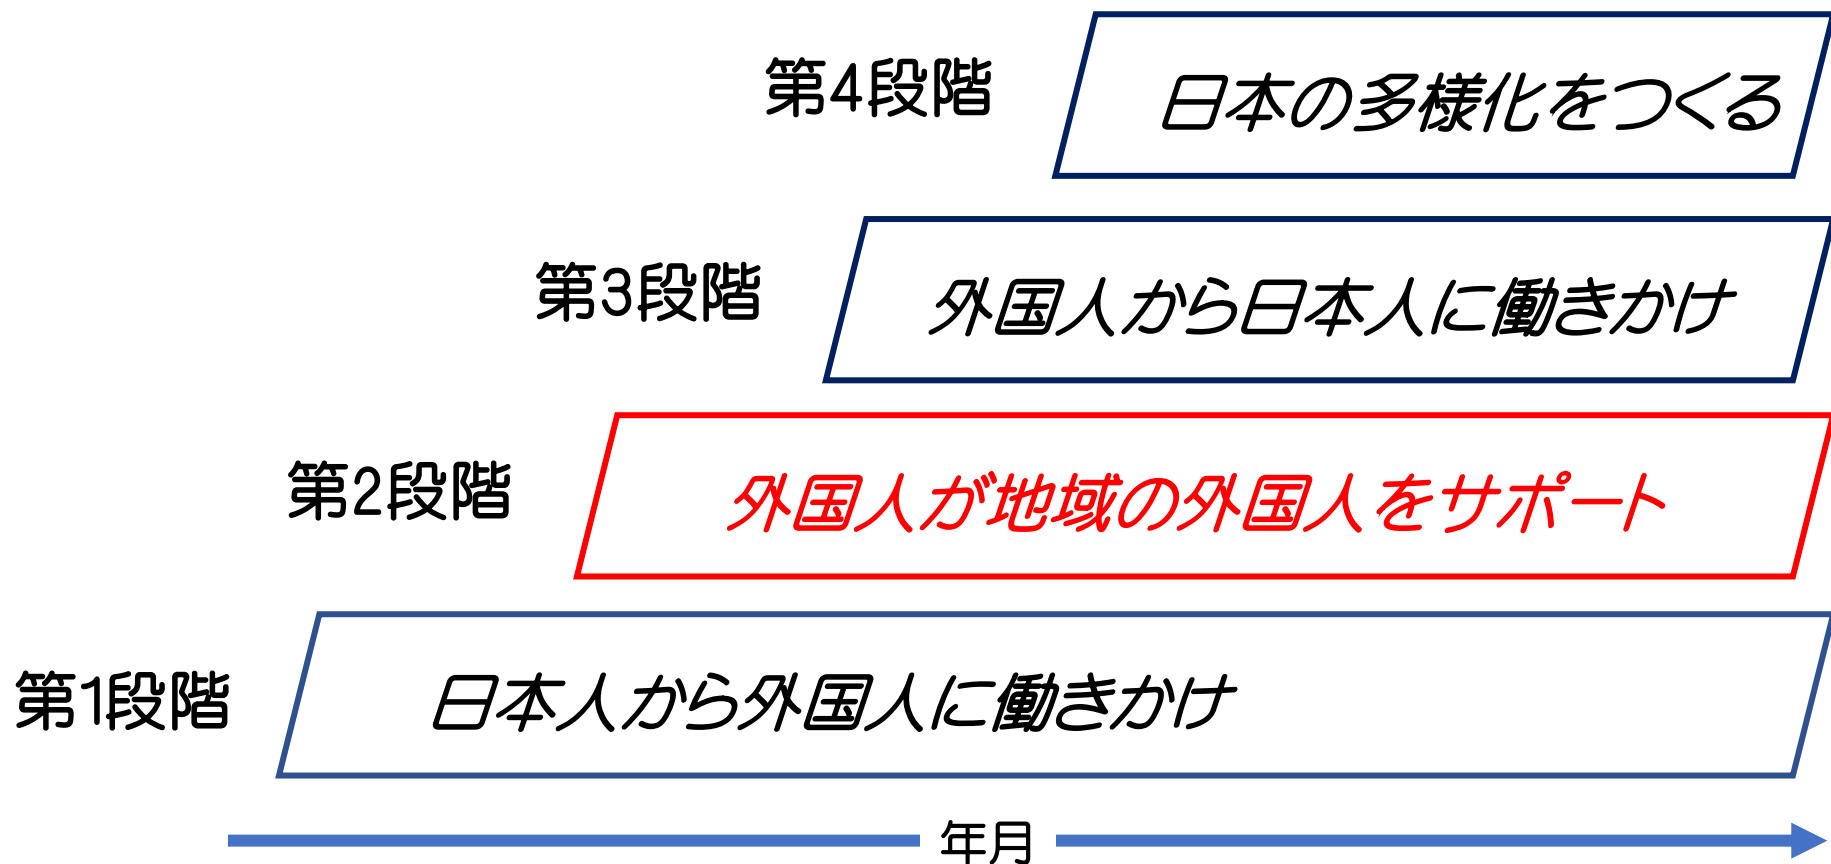 第4段階 日本の多様化をつくる
第3段階 外国人から日本人に働きかけ
第2段階 外国人が地域の外国人をサポート
第1段階 日本人から外国人に働きかけ
年月